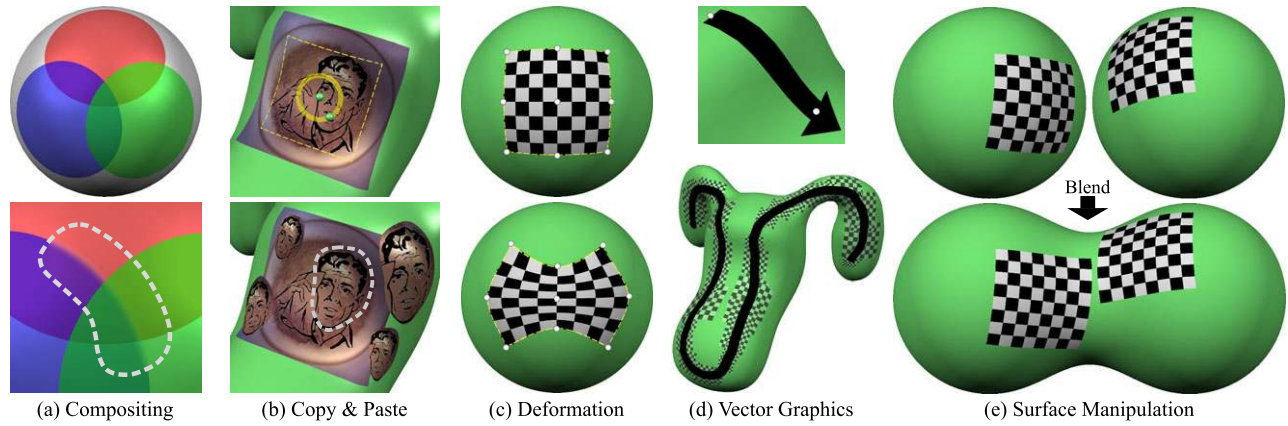 Blend
(a) Compositing
(b) Copy & Paste
(c) Deformation
(d) Vector Graphics
(e) Surface Manipulation